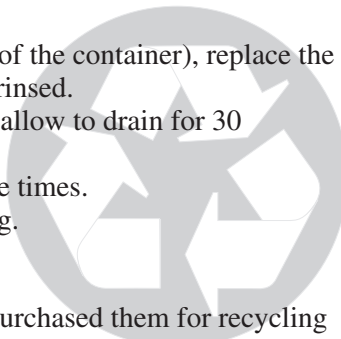 of the container), replace the
rinsed.
allow to drain for 30
e times.
g.
urchased them for recycling